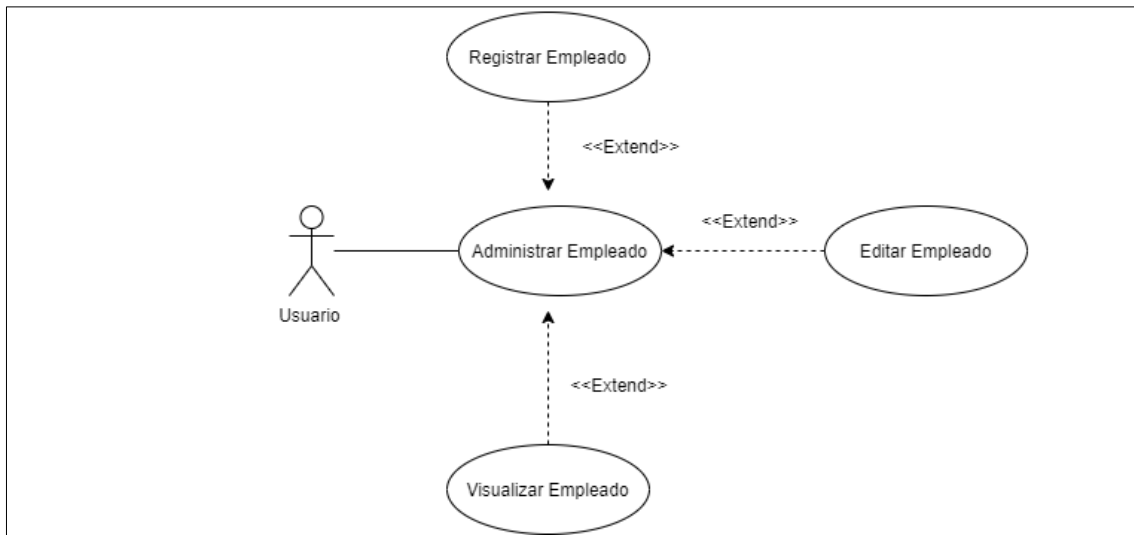 Registrar Empleado
<<Extend>>
<<Extend>>
Administrar Empleado
Editar Empleado
Usuario
<<Extend>>
Visualizar Empleado